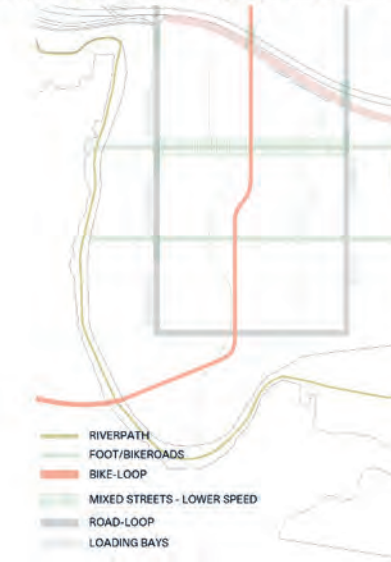 RIVERPATH
FOOT/BIKEROADS
BIKE-LOOP
MIXED STREETS - LOWER SPEED
ROAD-LOOP
LOADING BAYS